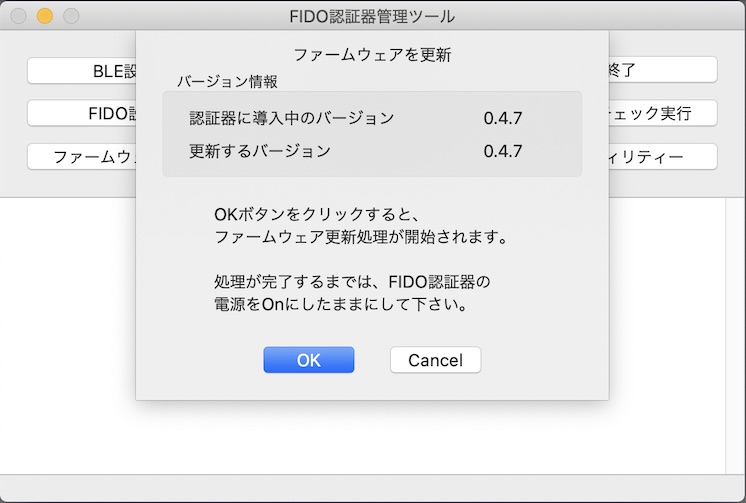 FIDO認証器管理ツール
ファームウェアを更新
バージョン情報
認証器に導入中のバージョン 0.4.7
更新するバージョン 0.4.7
OKボタンをクリックすると、
ファームウェア更新処理が開始されます。
処理が完了するまでは、FIDO認証器の
電源をOnにしたままにして下さい。
OK Cancel
BLE設
終了
FIDO設
ェック実行
ファームウ
ィリティー